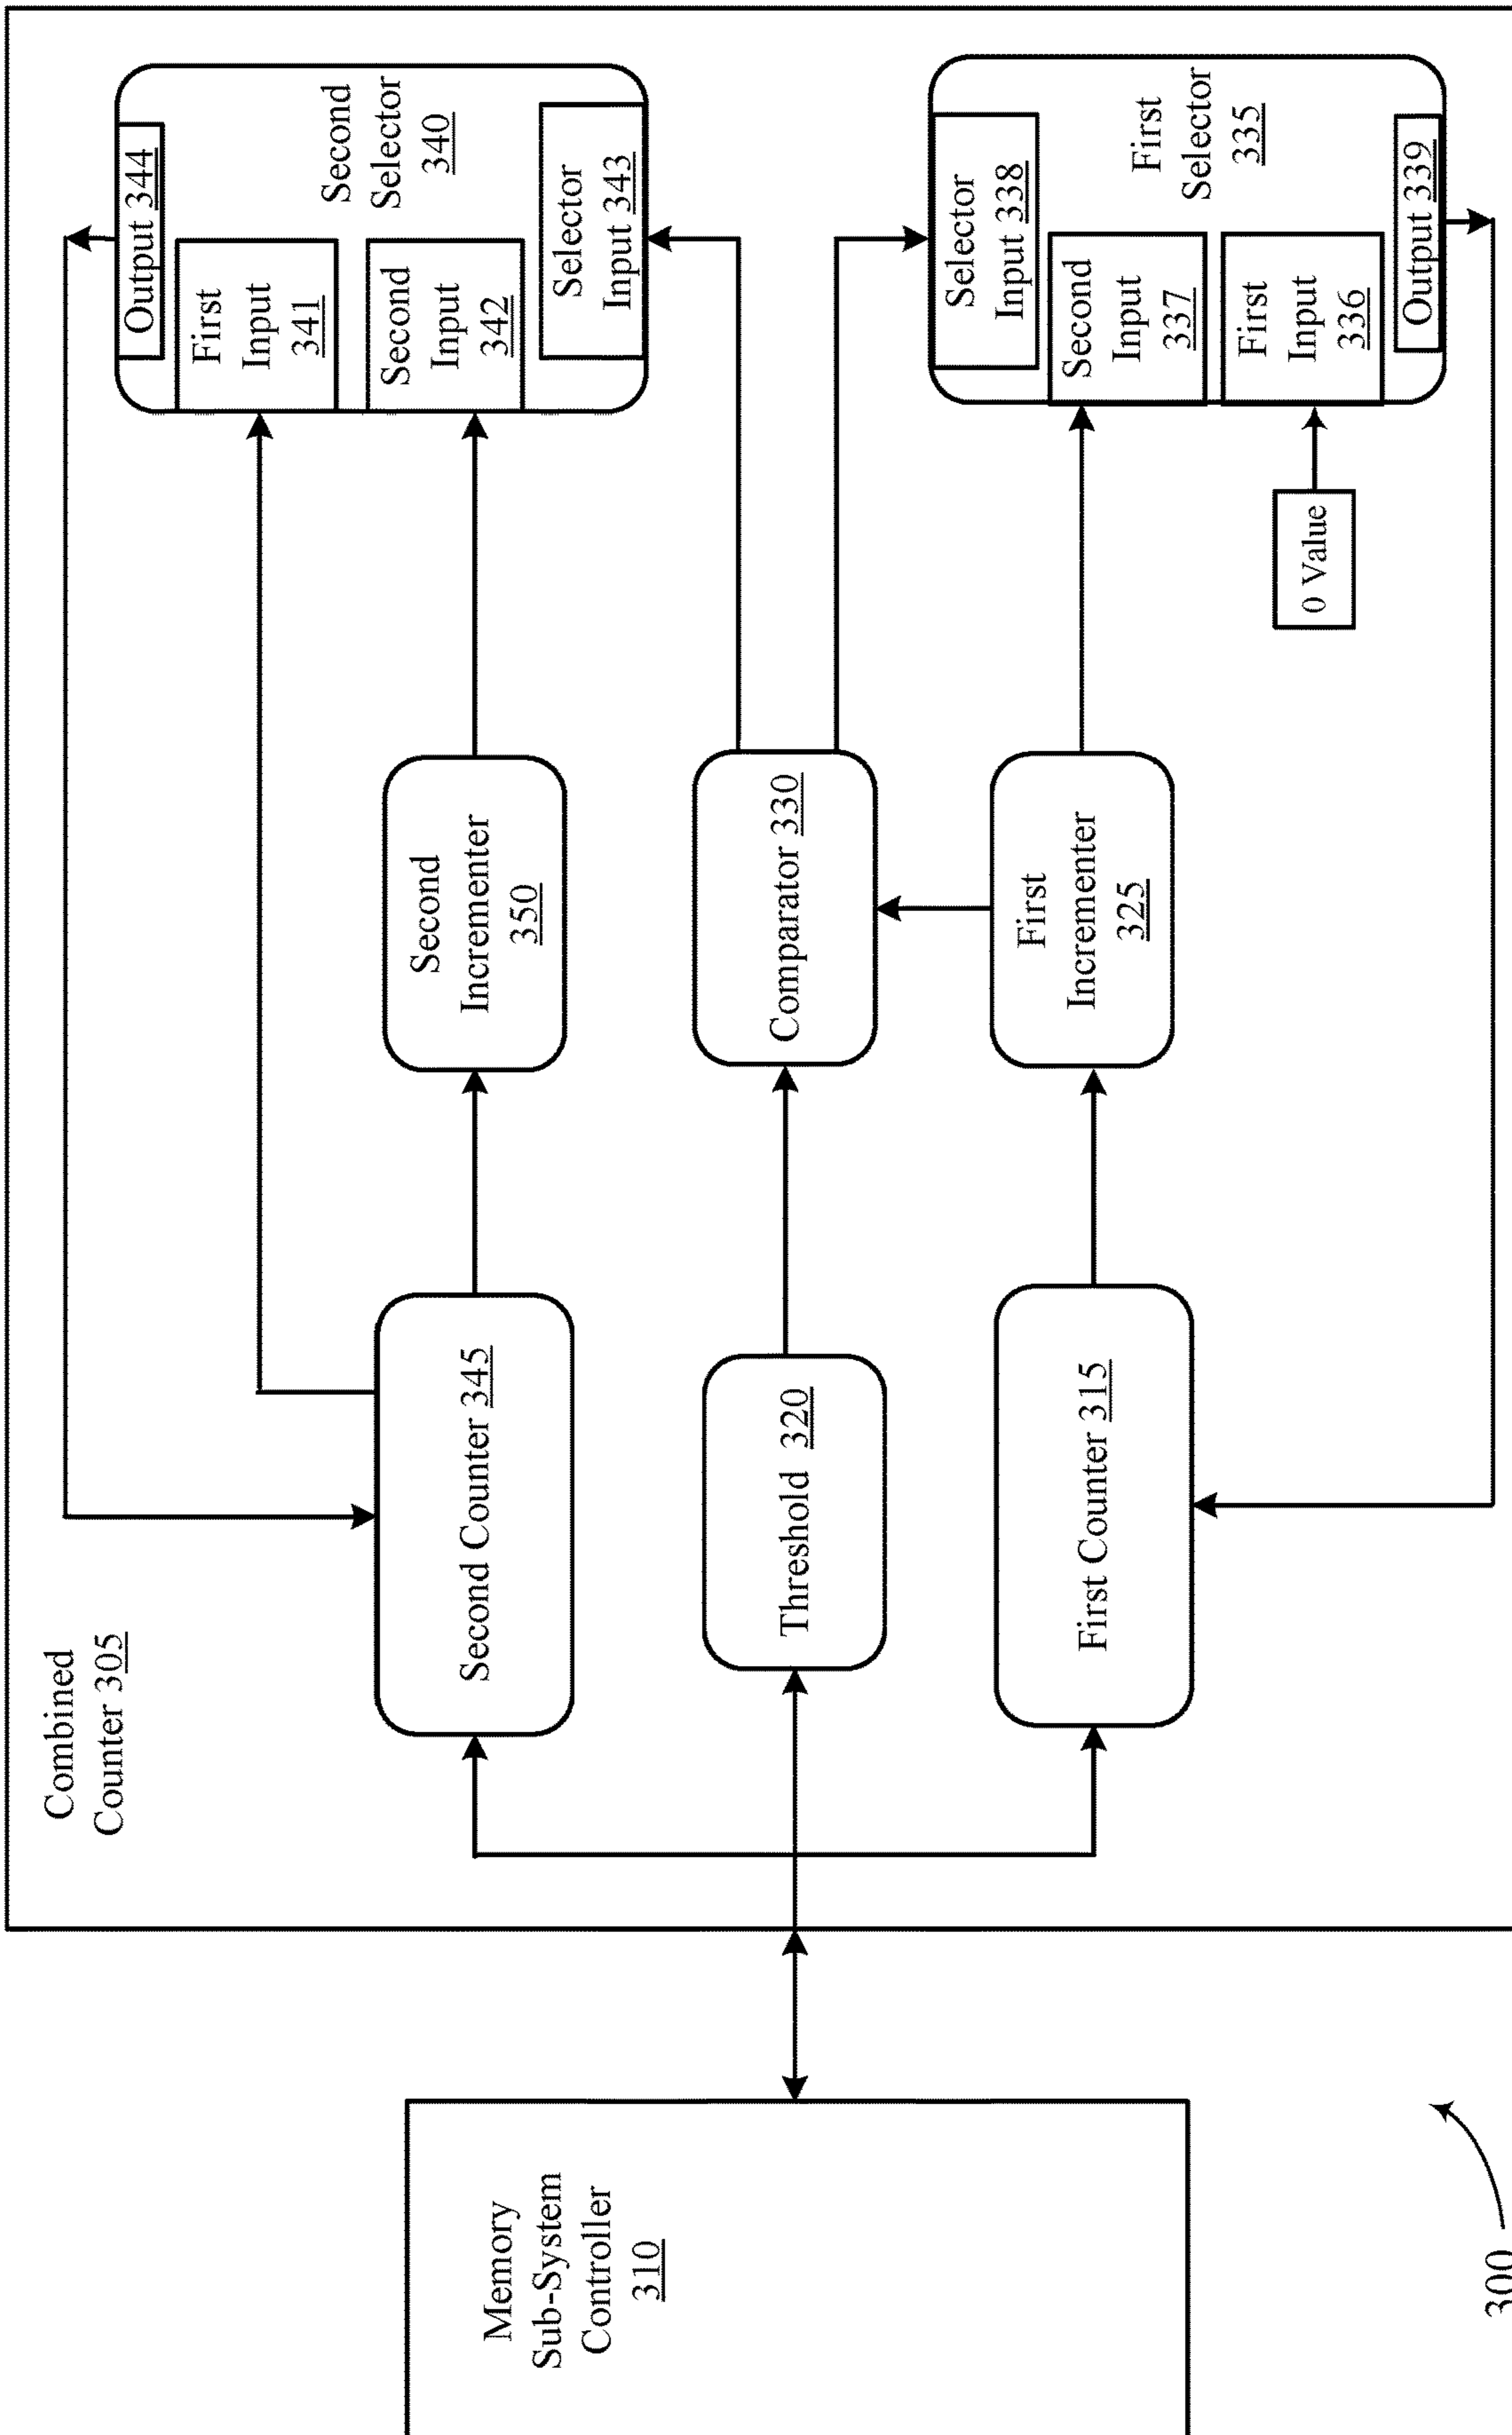 Combined
Counter 305
Output 344
First
Input
341
Second
Input
342
Second
Selector
340
Selector
Input 343
Second
Incrementer
350
Second Counter 345
Memory
Sub-System
Controller
310
Threshold 320
Comparator 330
First Counter 315
First
Incrementer
325
Selector
Input 338
Second
Input
337
First
Input
336
First
Selector
335
Output 339
0 Value
300